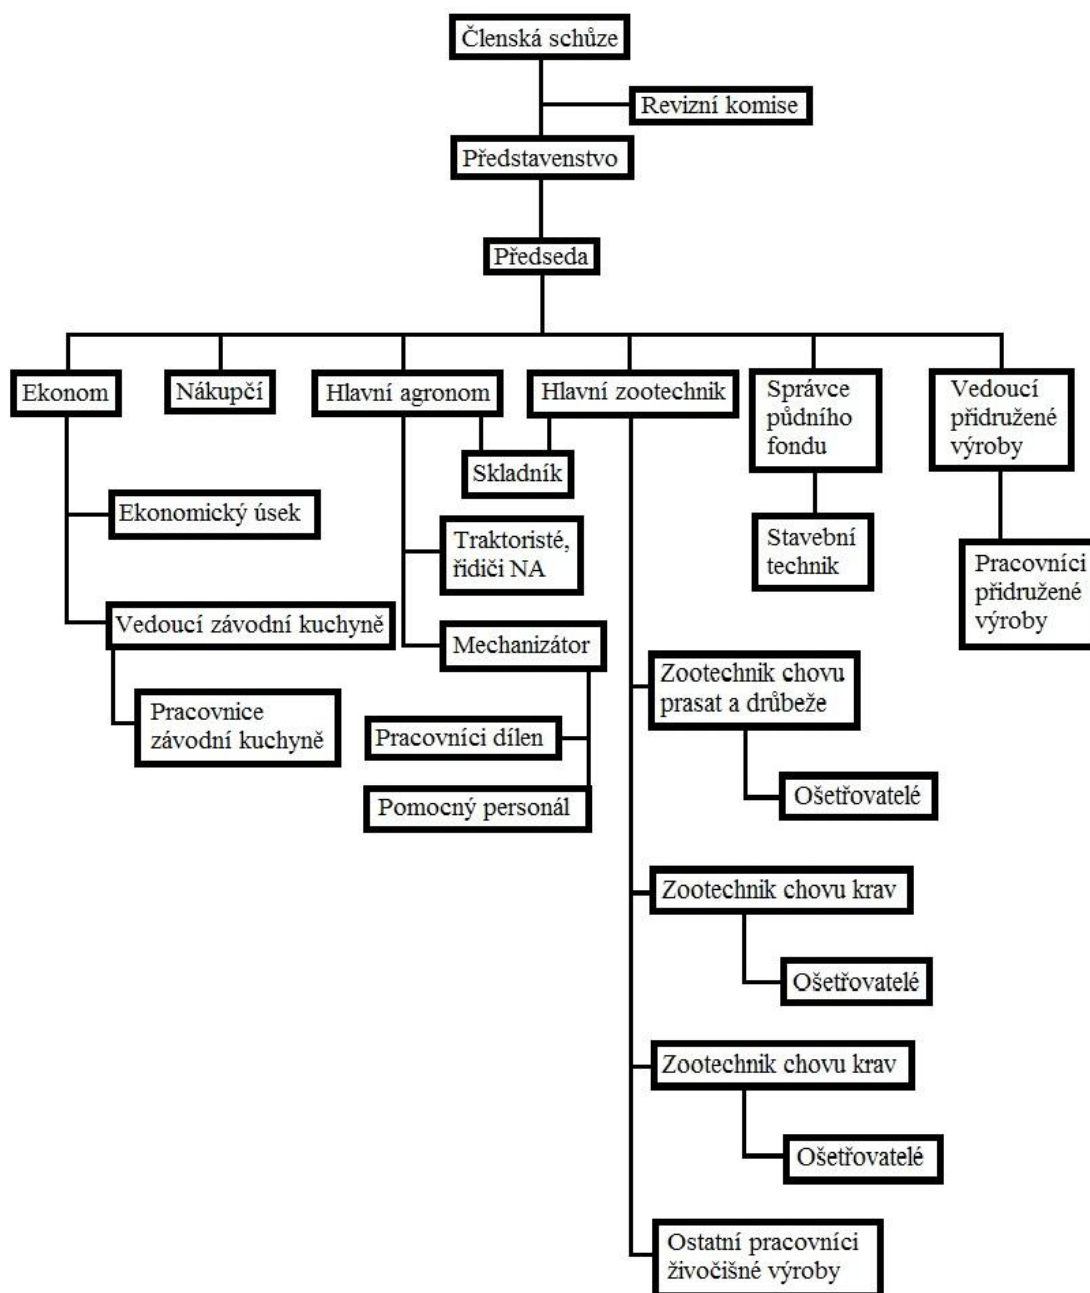 Členská schůze
Revizní komise
Představenstvo
Předseda
Ekonom
Nákupčí
Hlavní agronom
Hlavní zootechnik
Správce
půdního
fondu
Vedoucí
přidružené
výroby
Skladník
Ekonomický úsek
Traktoristé,
řidiči NA
Stavební
technik
Pracovníci
přidružené
výroby
Vedoucí závodní kuchyně
Mechanizátor
Zootechnik chovu
prasat a drůbeže
Pracovnice
závodní kuchyně
Pracovníci dílen
Pomocný personál
Ošetřovatelé
Zootechnik chovu krav
Ošetřovatelé
Zootechnik chovu krav
Ošetřovatelé
Ostatní pracovníci
živočišné výroby